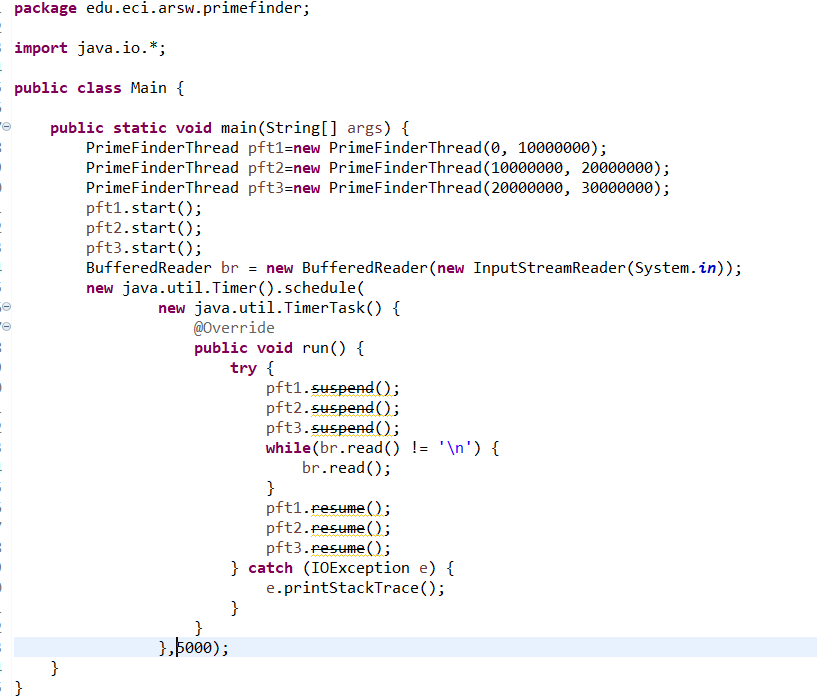 package edu.eci.arsw.primefinder;
import java.io.*;
public class Main {
public static void main(String[] args) {
PrimeFinderThread pft1=new PrimeFinderThread(0, 10000000);
PrimeFinderThread pft2=new PrimeFinderThread(10000000, 20000000);
PrimeFinderThread pft3=new PrimeFinderThread(20000000, 30000000);
pft1.start();
pft2.start();
pft3.start();
BufferedReader br = new BufferedReader(new InputStreamReader(System.in));
new java.util.Timer().schedule(
new java.util.TimerTask() {
@Override
public void run() {
try {
pft1.suspend();
pft2.suspend();
pft3.suspend();
while(br.read() != '\n') {
br.read();
}
pft1.resume();
pft2.resume();
pft3.resume();
} catch (IOException e) {
e.printStackTrace();
}
}
},5000);
}
}